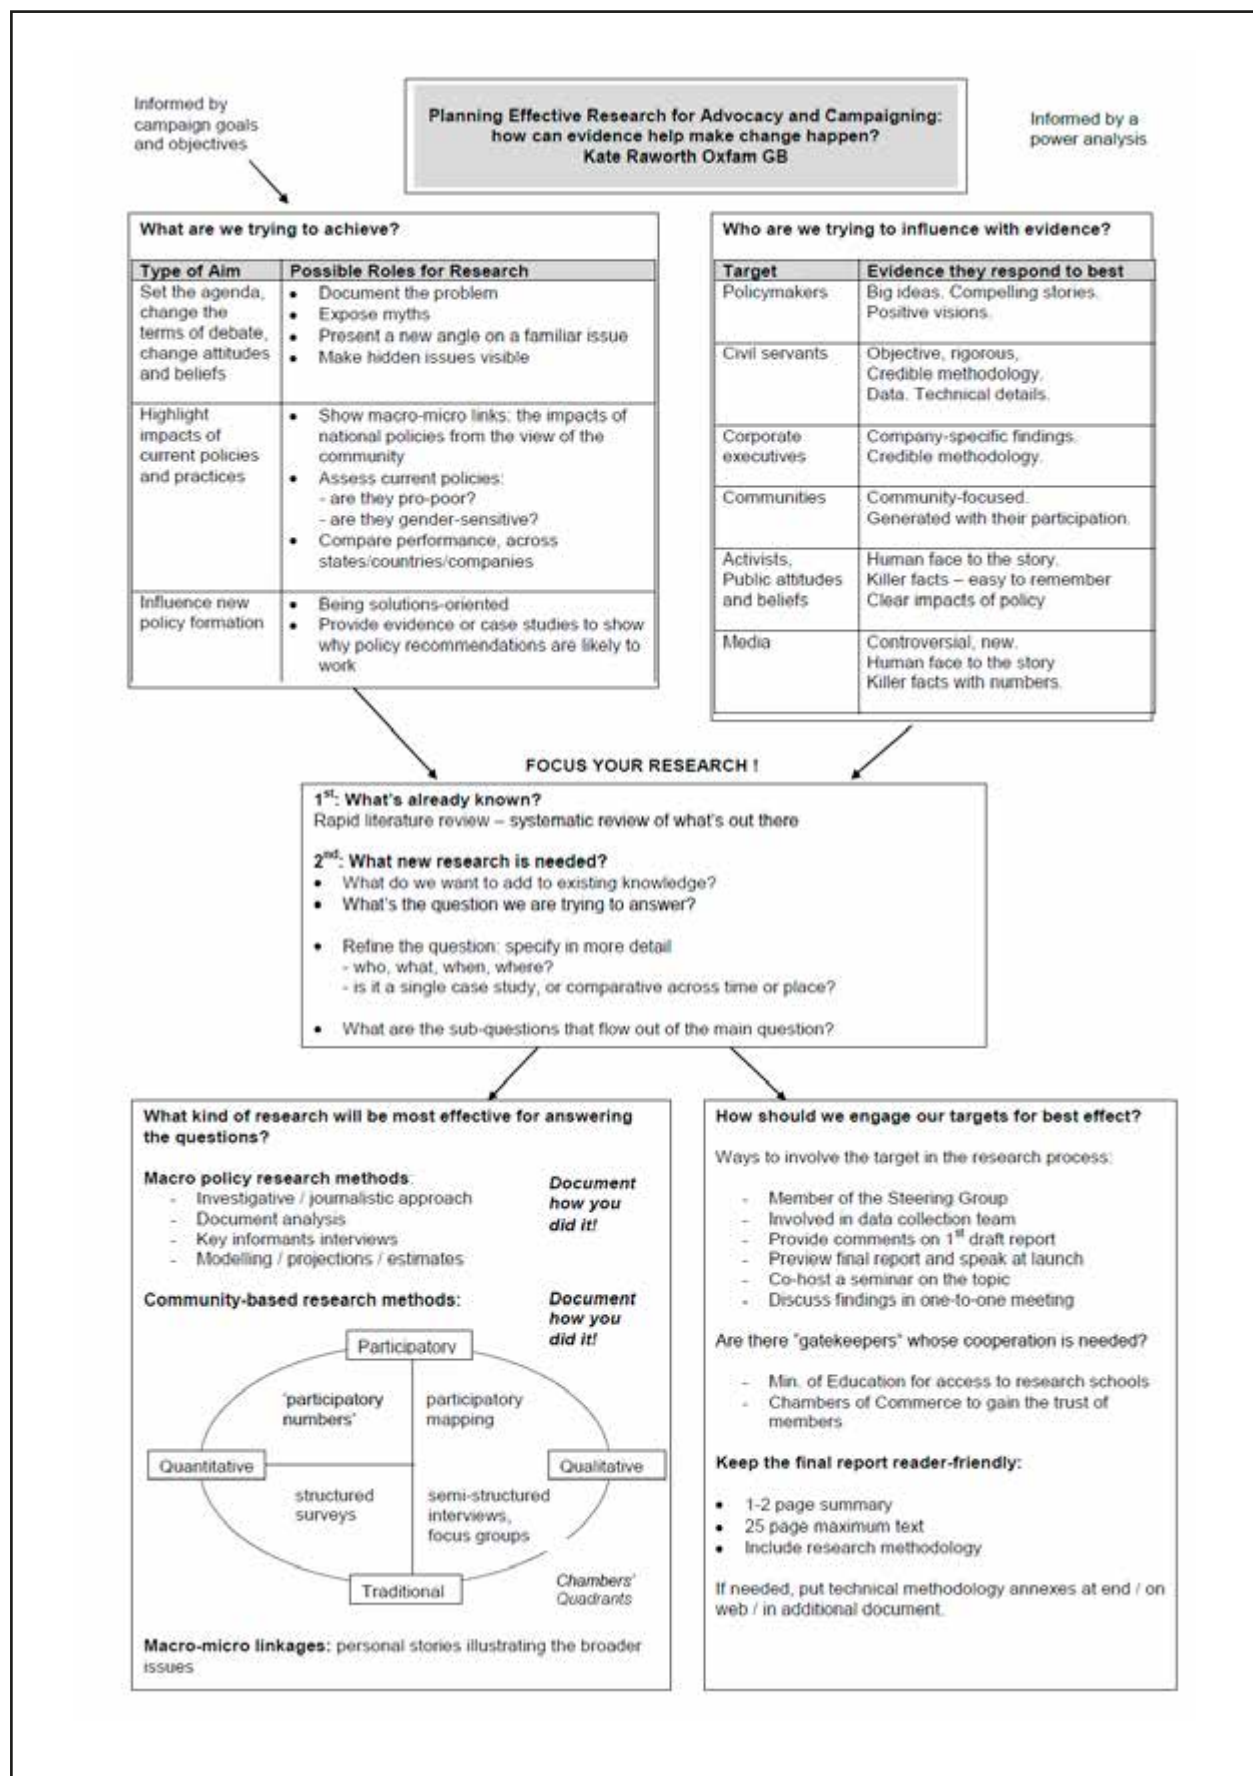 Informed by
campaign goals
and objectives
Planning Effective Research for Advocacy and Campaigning:
how can evidence help make change happen?
Kate Raworth Oxfam GB
Informed by a
power analysis
What are we trying to achieve?
Type of Aim
Possible Roles for Research
Set the agenda,
change the
terms of debate,
change attitudes
and beliefs
• Document the problem
• Expose myths
• Present a new angle on a familiar issue
• Make hidden issues visible
Highlight
impacts of
current policies
and practices
• Show macro-micro links: the impacts of
national policies from the view of the
community
• Assess current policies:
- are they pro-poor?
- are they gender-sensitive?
• Compare performance, across
states/countries/companies
Influence new
policy formation
• Being solutions-oriented
• Provide evidence or case studies to show
why policy recommendations are likely to
work
Who are we trying to influence with evidence?
Target
Evidence they respond to best
Policymakers
Big ideas. Compelling stories.
Positive visions.
Civil servants
Objective, rigorous,
Credible methodology.
Data. Technical details.
Corporate
executives
Company-specific findings.
Credible methodology.
Communities
Community-focused.
Generated with their participation.
Activists,
Public attitudes
and beliefs
Human face to the story.
Killer facts – easy to remember
Clear impacts of policy
Media
Controversial, new.
Human face to the story
Killer facts with numbers.
FOCUS YOUR RESEARCH !
1st: What's already known?
Rapid literature review – systematic review of what's out there
2nd: What new research is needed?
• What do we want to add to existing knowledge?
• What's the question we are trying to answer?
• Refine the question: specify in more detail
- who, what, when, where?
- is it a single case study, or comparative across time or place?
• What are the sub-questions that flow out of the main question?
What kind of research will be most effective for answering
the questions?
Macro policy research methods:
- Investigative / journalistic approach
- Document analysis
- Key informants interviews
- Modelling / projections / estimates
Document
how you
did it!
Community-based research methods:
Document
how you
did it!
Participatory
'participatory
numbers'
participatory
mapping
Quantitative
Qualitative
structured
surveys
semi-structured
interviews,
focus groups
Traditional
Chambers'
Quadrants
Macro-micro linkages: personal stories illustrating the broader
issues
How should we engage our targets for best effect?
Ways to involve the target in the research process:
- Member of the Steering Group
- Involved in data collection team
- Provide comments on 1st draft report
- Preview final report and speak at launch
- Co-host a seminar on the topic
- Discuss findings in one-to-one meeting
Are there "gatekeepers" whose cooperation is needed?
- Min. of Education for access to research schools
- Chambers of Commerce to gain the trust of
members
Keep the final report reader-friendly:
• 1-2 page summary
• 25 page maximum text
• Include research methodology
If needed, put technical methodology annexes at end / on
web / in additional document.